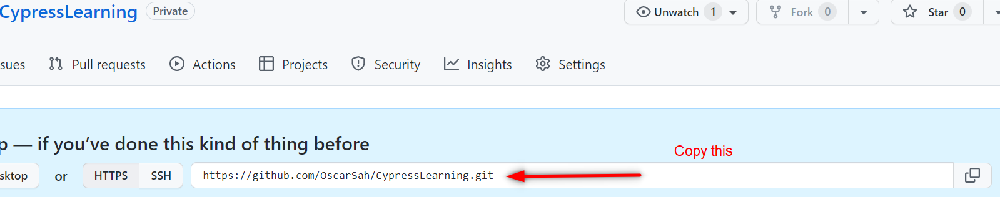 CypressLearning Private Unwatch 1 Fork 0 Star 0
sues Pull requests Actions Projects Security Insights Settings
p — if you’ve done this kind of thing before
Copy this
sktop or HTTPS SSH https://github.com/OscarSah/CypressLearning.git